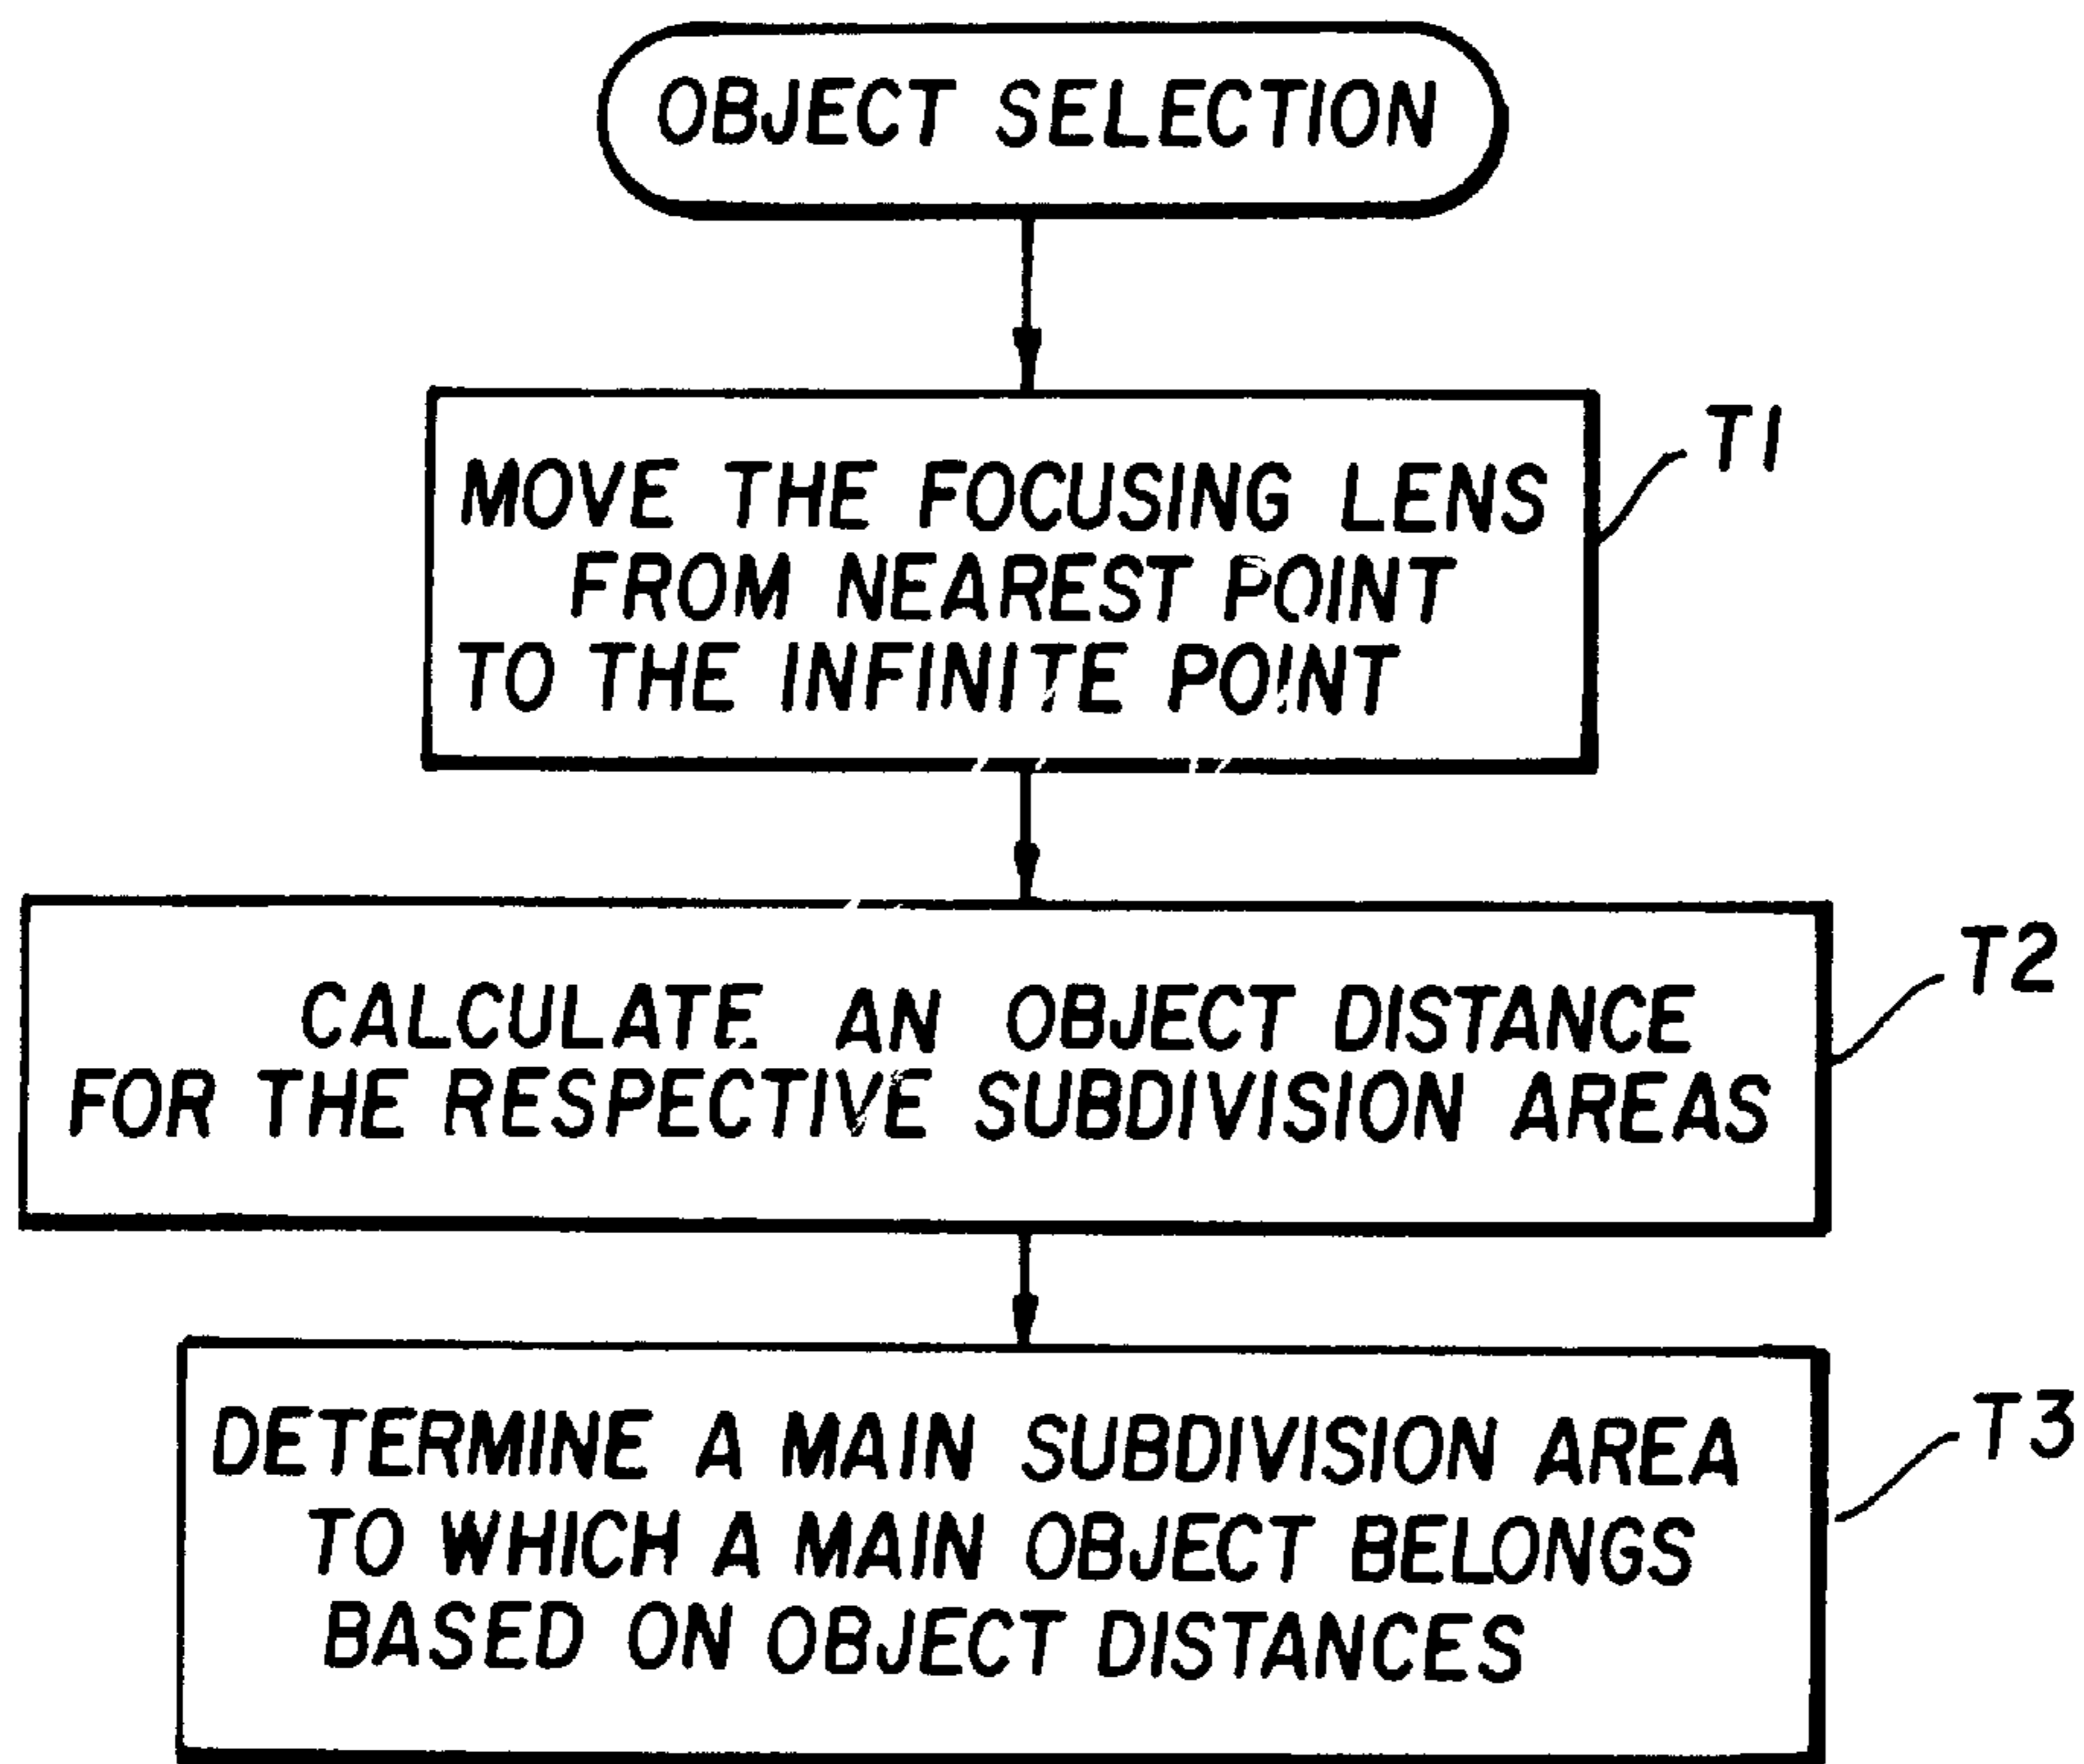 OBJECT SELECTION
T1
MOVE THE FOCUSING LENS
FROM NEAREST POINT
TO THE INFINITE POINT
T2
CALCULATE AN OBJECT DISTANCE
FOR THE RESPECTIVE SUBDIVISION AREAS
T3
DETERMINE A MAIN SUBDIVISION AREA
TO WHICH A MAIN OBJECT BELONGS
BASED ON OBJECT DISTANCES